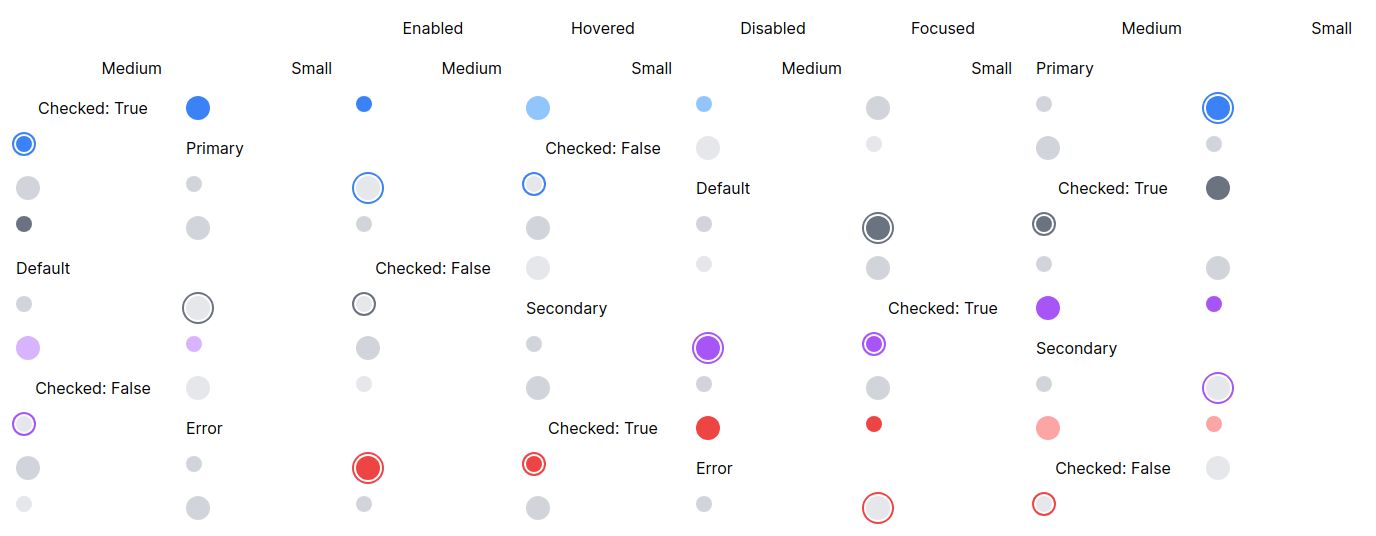 Enabled Hovered Disabled Focused Medium Small
Medium Small Medium Small Medium Small Primary
Checked: True
Primary Checked: False
Default Checked: True
Default Checked: False
Secondary Checked: True
Secondary
Checked: False
Error Checked: True
Error Checked: False